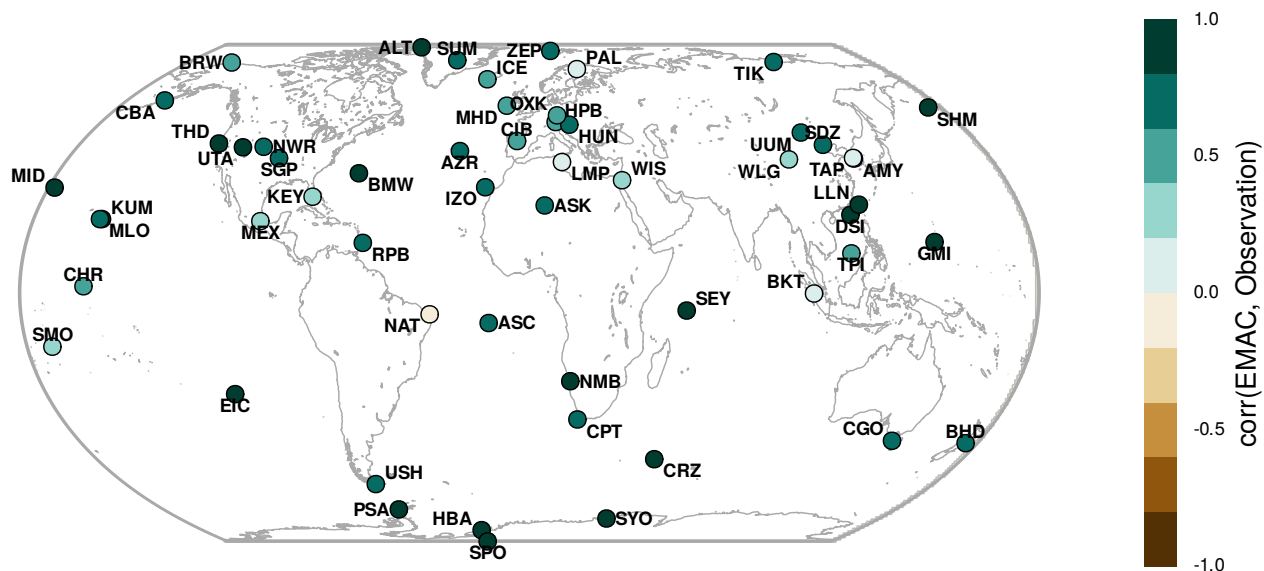 ALT
SUM
ZEP
PAL
BRW
ICE
TIK
CBA
MHD
OXK
HPB
SHM
THD
CIB
HUN
SDZ
UTA
NWR
SGP
AZR
UUM
TAP
AMY
MID
BMW
LMP
WIS
WLG
KEY
IZO
ASK
LLN
KUM
MLO
MEX
DSI
RPB
GMI
TPI
CHR
BKT
SEY
SMO
NAT
ASC
EIC
NMB
CPT
CGO
BHD
USH
CRZ
PSA
HBA
SYO
SPO
1.0
0.5
0.0
-0.5
-1.0
corr(EMAC, Observation)